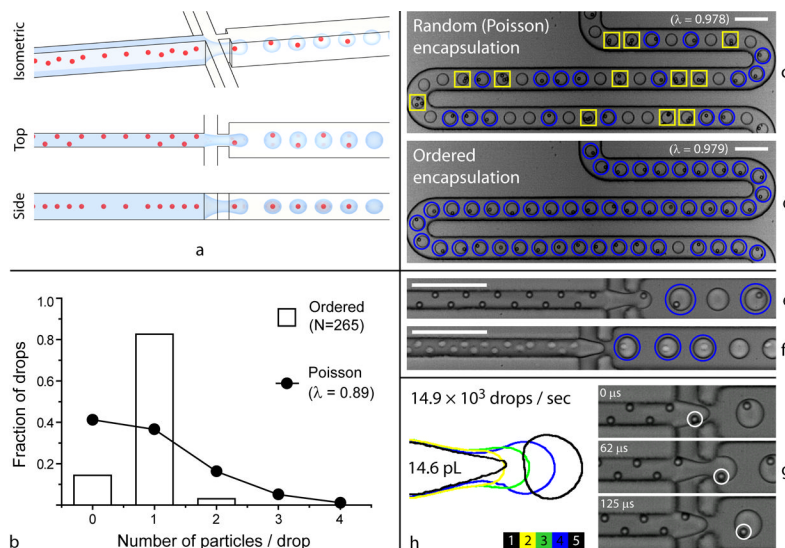 Isometric
Top
Side
a
Random (Poisson)
encapsulation
(λ = 0.978)
Ordered
encapsulation
(λ = 0.979)
f
Fraction of drops
1.0
0.8
0.6
0.4
0.2
Ordered
(N=265)
Poisson
(λ = 0.89)
0 1 2 3 4
Number of particles / drop
b
14.9 × 10³ drops / sec
14.6 pL
1 2 3 4 5
h
0 µs
62 µs
125 µs
g